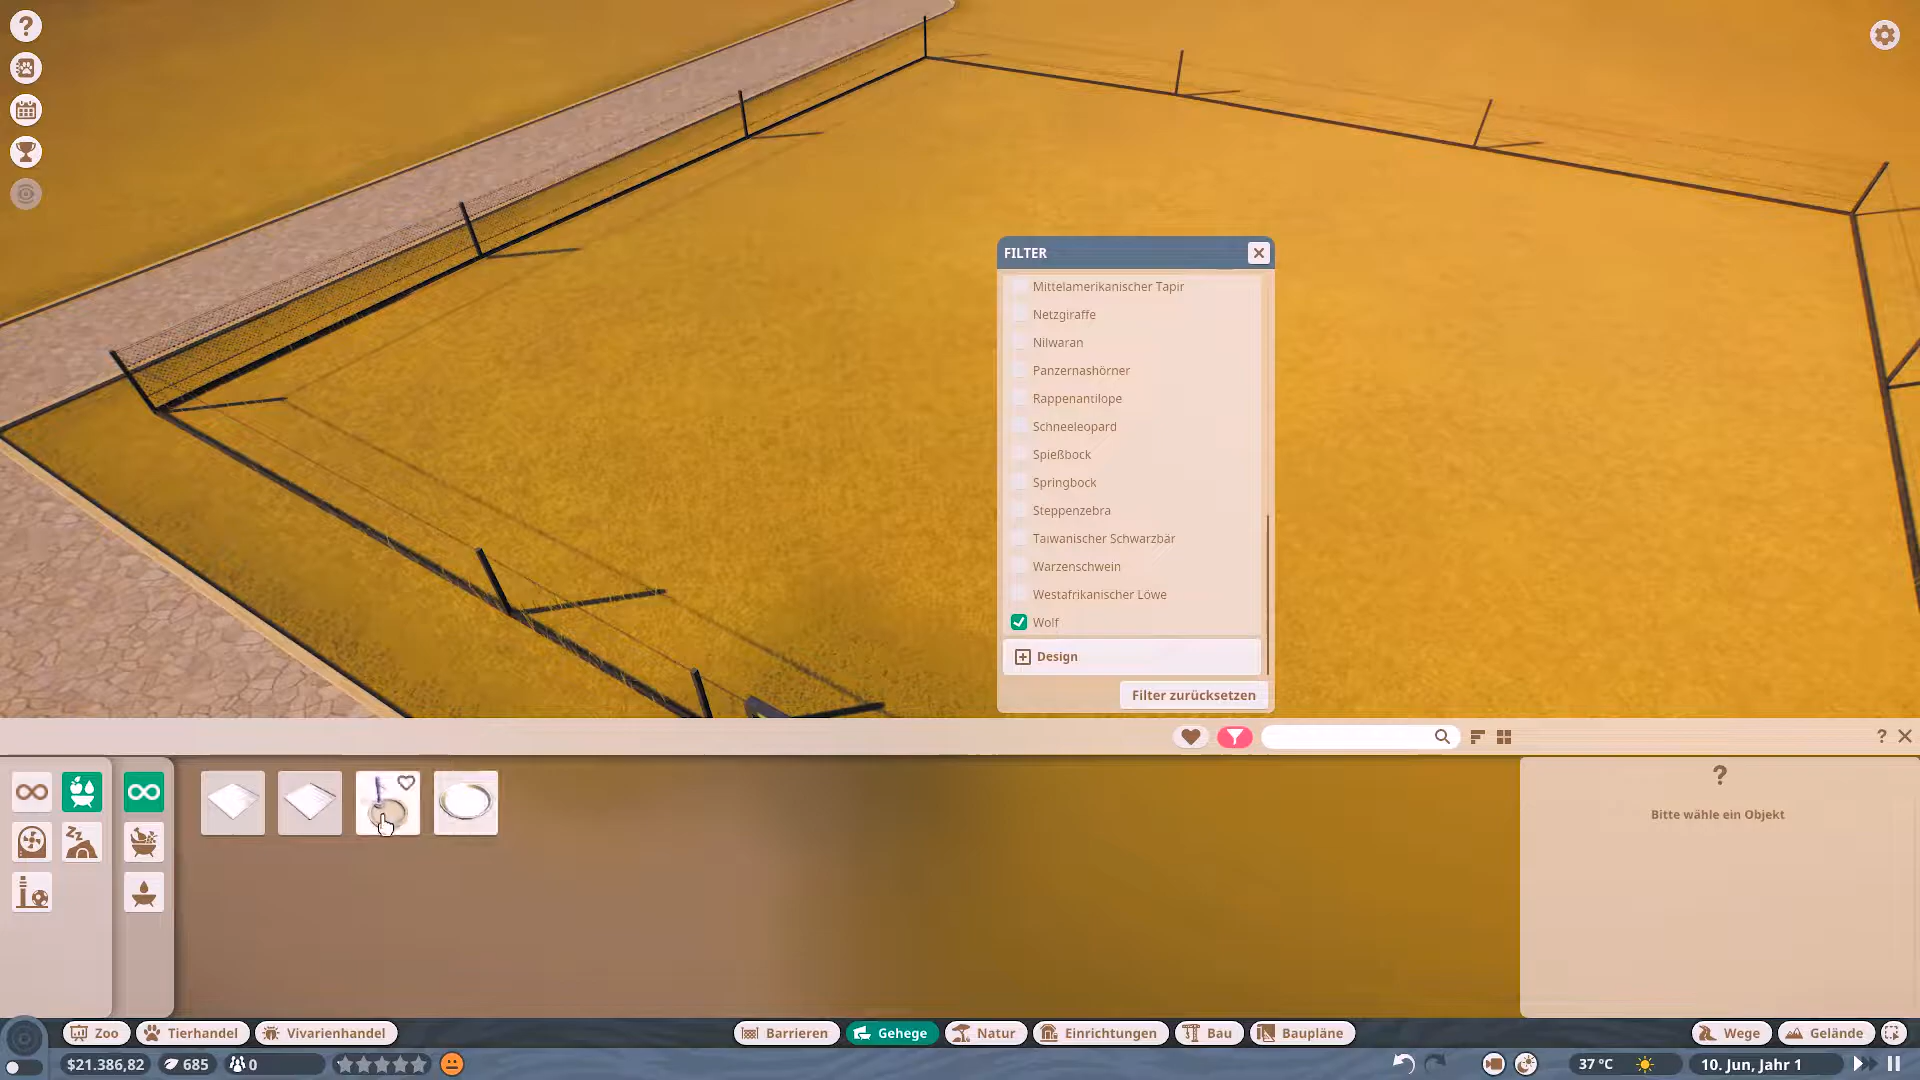 FILTER
Mittelamerikanischer Tapir
Netzgiraffe
Nilwaran
Panzernashörner
Rappenantilope
Schneeleopard
Spießbock
Springbock
Steppenzebra
Taiwanischer Schwarzbär
Warzenschwein
Westafrikanischer Löwe
Wolf
Design
Filter zurücksetzen
?
Bitte wähle ein Objekt
Zoo Tierhandel Vivarienhandel Barrieren Gehege Natur Einrichtungen Bau Baupläne Wege Gelände
$21.386,82 685 0 37 °C 10. Jun, Jahr 1